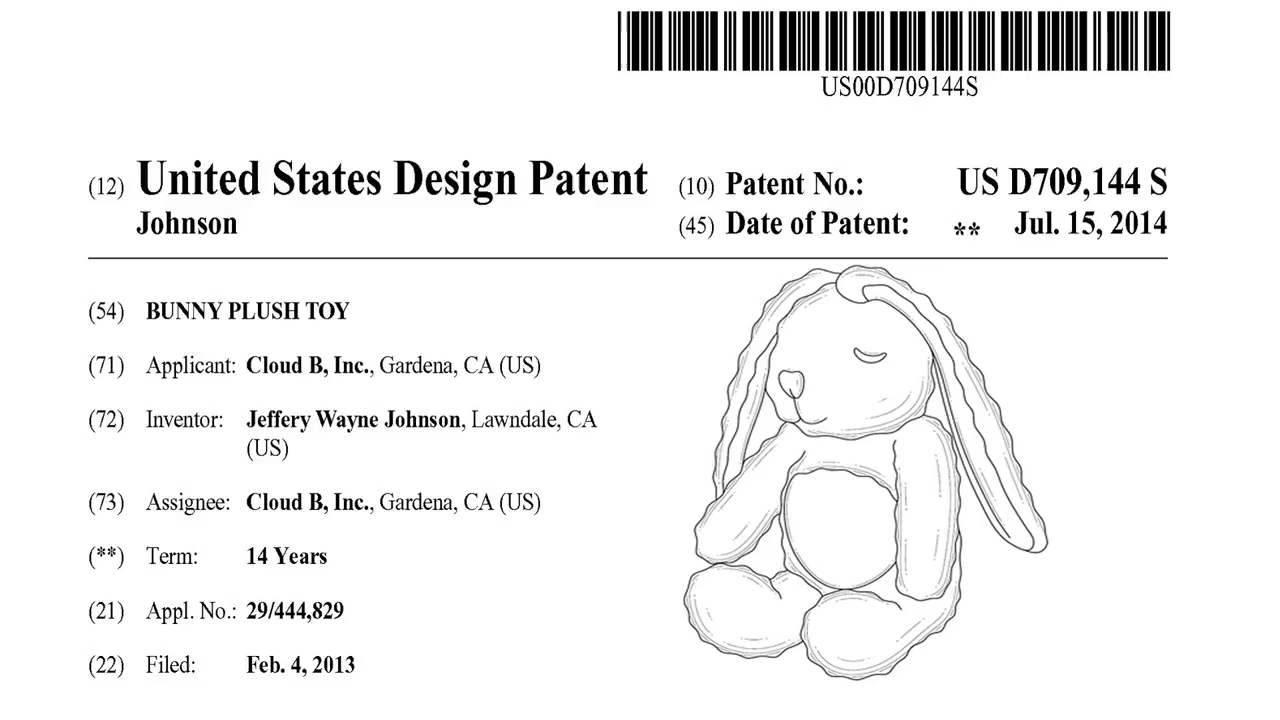 US00D709144S
(12) United States Design Patent
Johnson
(10) Patent No.: US D709,144 S
(45) Date of Patent: ** Jul. 15, 2014
(54) BUNNY PLUSH TOY
(71) Applicant: Cloud B, Inc., Gardena, CA (US)
(72) Inventor: Jeffery Wayne Johnson, Lawndale, CA
(US)
(73) Assignee: Cloud B, Inc., Gardena, CA (US)
(**) Term: 14 Years
(21) Appl. No.: 29/444,829
(22) Filed: Feb. 4, 2013